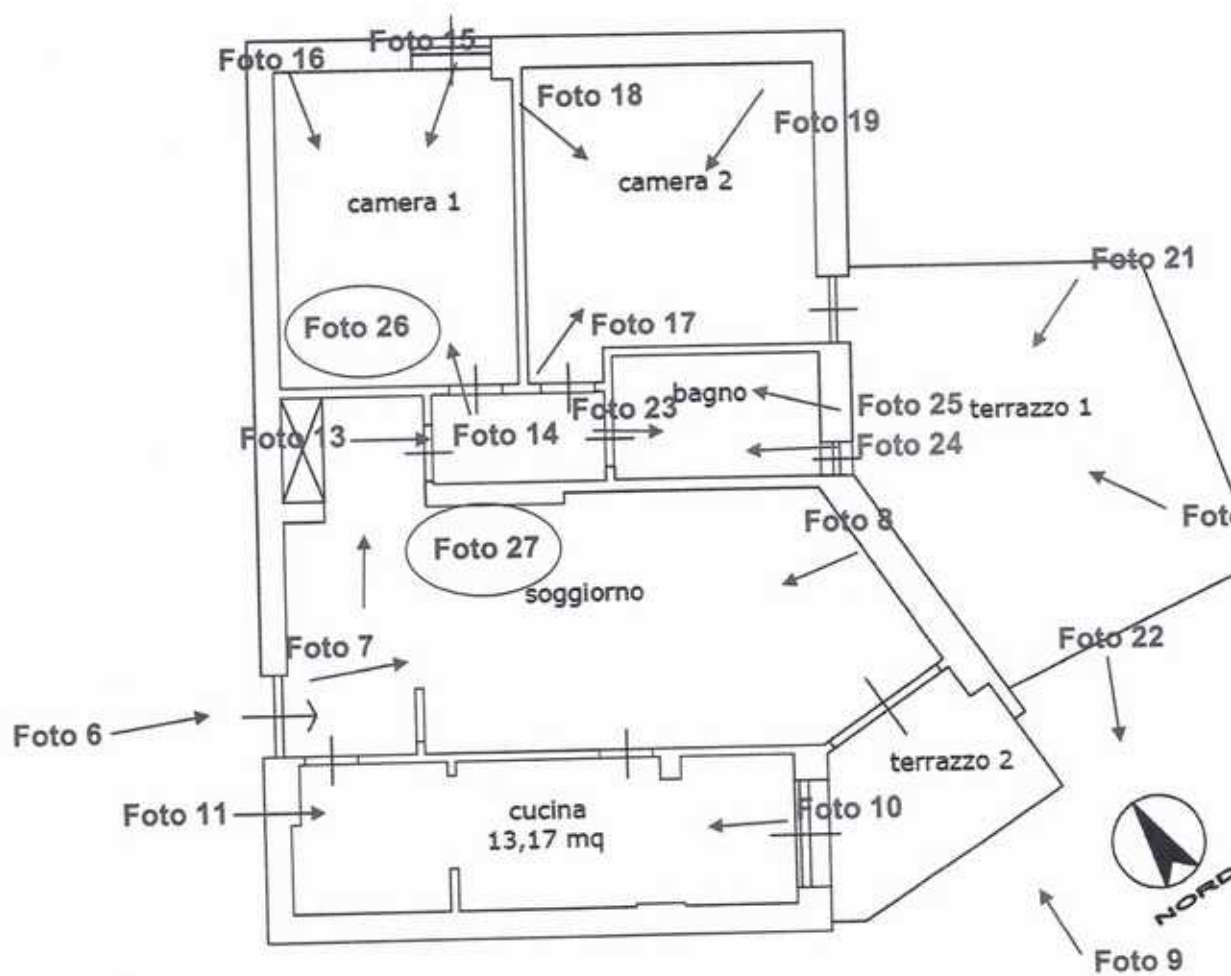 Foto 15
Foto 16
Foto 18
Foto 19
camera 1
camera 2
Foto 21
Foto 26
Foto 17
bagno
Foto 23
Foto 25
terrazzo 1
Foto 13
Foto 14
Foto 24
Foto 8
Foto
Foto 27
soggiorno
Foto 7
Foto 22
Foto 6
terrazzo 2
cucina
13,17 mq
Foto 11
Foto 10
NORD
Foto 9